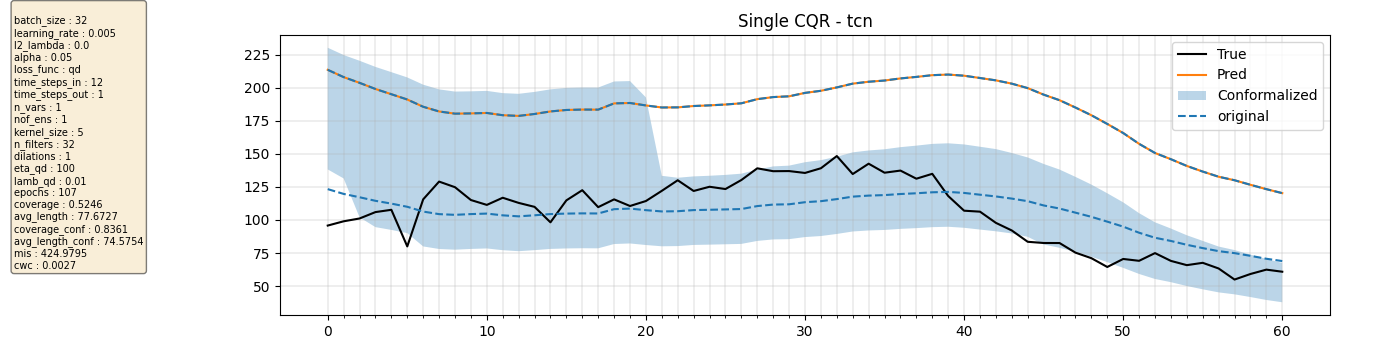 batch_size : 32
learning_rate : 0.005
l2_lambda : 0.0
alpha : 0.05
loss_func : qd
time_steps_in : 12
time_steps_out : 1
n_vars : 1
nof_ens : 1
kernel_size : 5
n_filters : 32
dilations : 1
eta_qd : 100
lamb_qd : 0.01
epochs : 107
coverage : 0.5246
avg_length : 77.6727
coverage_conf : 0.8361
avg_length_conf : 74.5754
mis : 424.9795
cwc : 0.0027
Single CQR - tcn
225
200
175
150
125
100
75
50
0 10 20 30 40 50 60
True
Pred
Conformalized
original